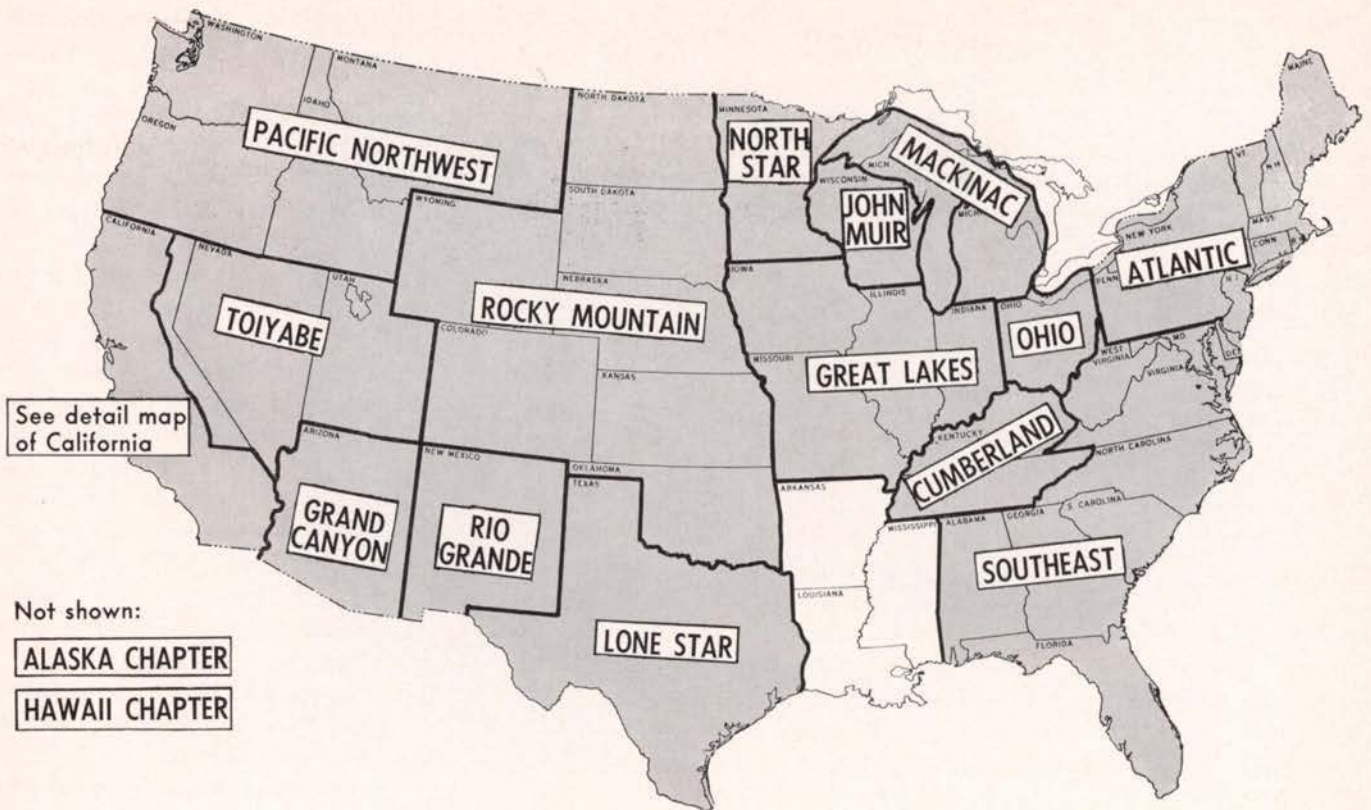 WASHINGTON
MONTANA
NORTH DAKOTA
MINNESOTA
MAINE
IDAHO
OREGON
PACIFIC NORTHWEST
NORTH
STAR
MACKINAC
MICH.
WISCONSIN
SOUTH DAKOTA
WYOMING
JOHN
MUIR
MICH
VT.
N.H.
MASS.
NEW YORK
CONN.
R.I.
ATLANTIC
PENN.
N.J.
CALIFORNIA
NEVADA
UTAH
NEBRASKA
IOWA
ILLINOIS
INDIANA
OHIO
TOIYABE
ROCKY MOUNTAIN
COLORADO
KANSAS
MISSOURI
GREAT LAKES
OHIO
WEST
VIRGINIA
MD.
DEL
VIRGINIA
See detail map
of California
ARIZONA
NEW MEXICO
OKLAHOMA
TEXAS
KENTUCKY
CUMBERLAND
NORTH CAROLINA
ARKANSAS
MISSISSIPPI
ALABAMA
GEORGIA
S. CAROLINA
GRAND
CANYON
RIO
GRANDE
SOUTHEAST
LOUISIANA
FLORIDA
LONE STAR
Not shown:
ALASKA CHAPTER
HAWAII CHAPTER